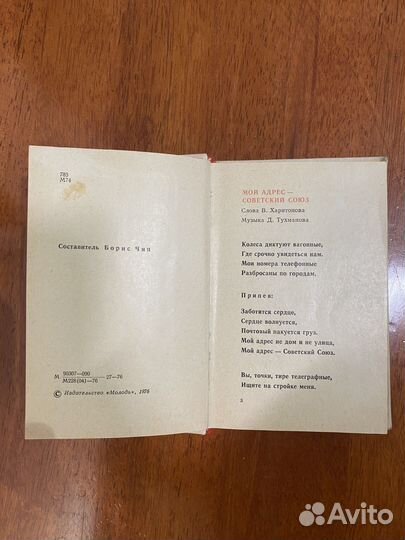 785
М74
Составитель Борис Чип
М 90307—090
М228(04)—76 27—76
© Издательство «Молодь», 1976
МОЙ АДРЕС —
СОВЕТСКИЙ СОЮЗ
Слова В. Харитонова
Музыка Д. Тухманова
Колеса диктуют вагонные,
Где срочно увидеться нам.
Мои номера телефонные
Разбросаны по городам.
Припев:
Заботится сердце,
Сердце волнуется,
Почтовый пакуется груз.
Мой адрес не дом и не улица,
Мой адрес — Советский Союз.
Вы, точки, тире телеграфные,
Ищите на стройке меня.
3
Avito